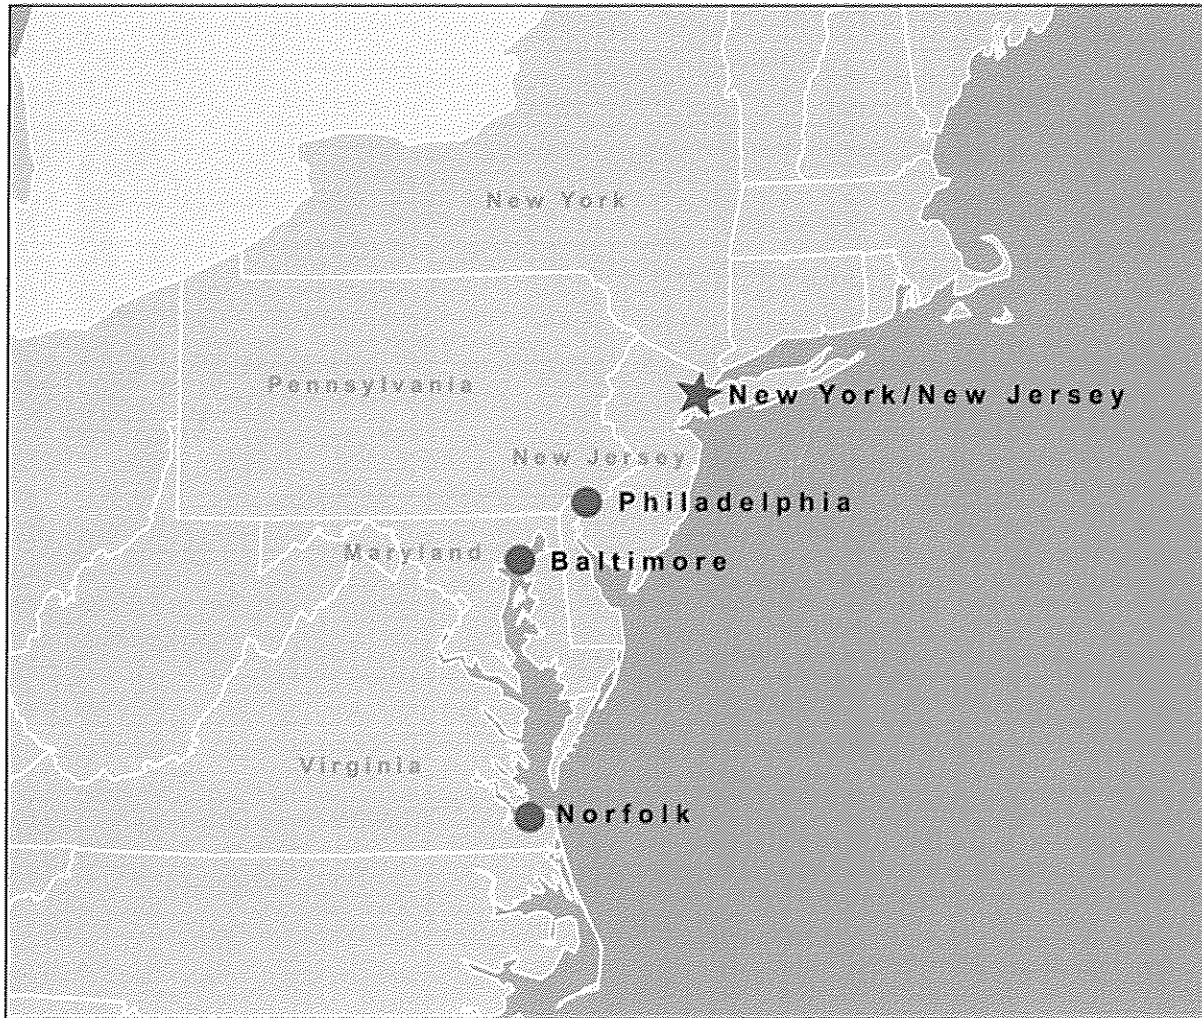 New York
Pennsylvania
New York/New Jersey
New Jersey
Philadelphia
Maryland
Baltimore
Virginia
Norfolk